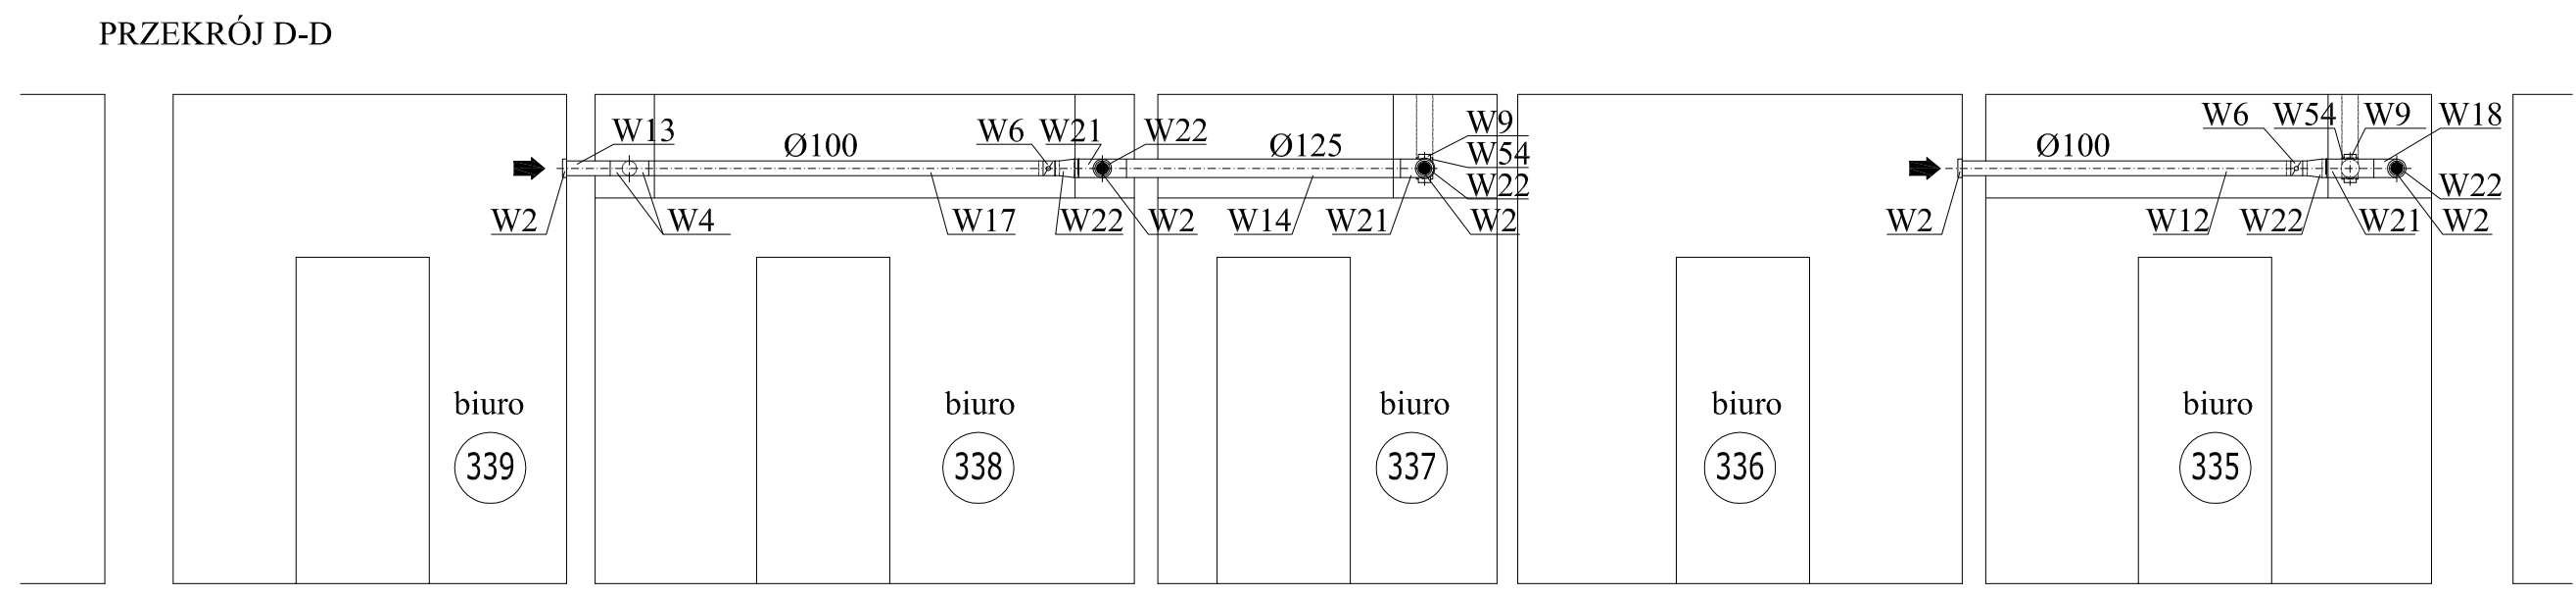 PRZEKRÓJ D-D
W13 Ø100 W6 W21 W22 Ø125 W9 W6 W54 W9 W18
W54 Ø100
W22 W22
W2 W4 W17 W22 W2 W14 W21 W2 W2 W12 W22 W21 W2
biuro biuro biuro biuro biuro
339 338 337 336 335